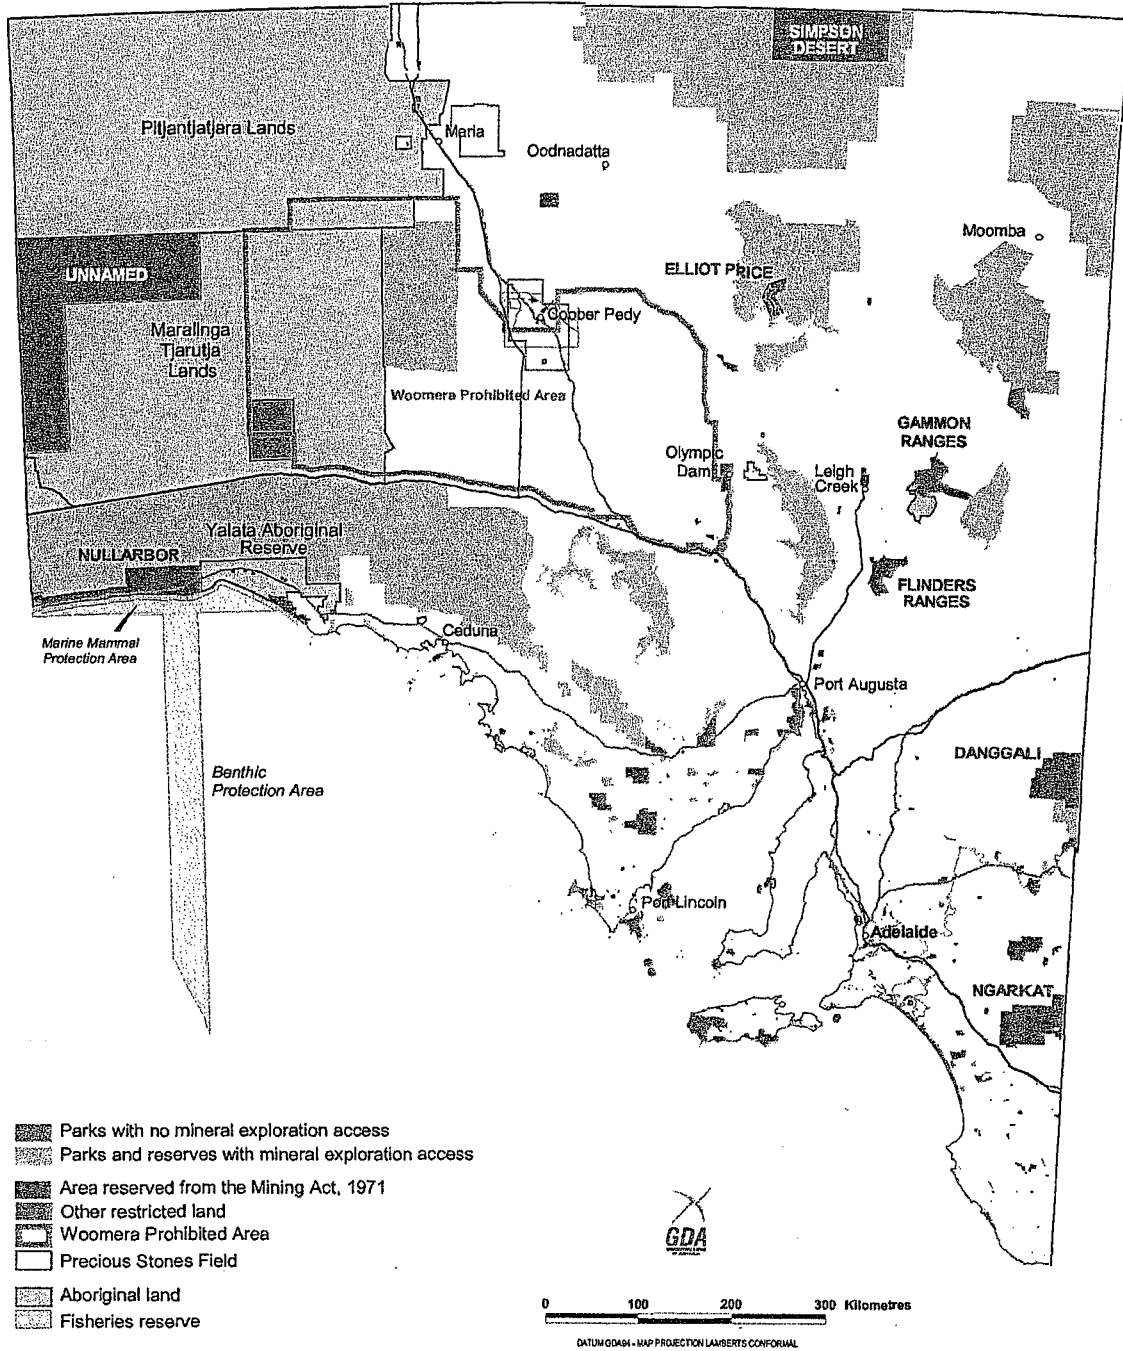 SIMPSON
DESERT
Pitjantjatjara Lands
Marla
Oodnadatta
Moomba
UNNAMED
ELLIOT PRICE
Maralinga
Tjarutja
Lands
Coober Pedy
Woomera Prohibited Area
GAMMON
RANGES
Olympic
Dam
Leigh
Creek
Yalata Aboriginal
Reserve
NULLARBOR
FLINDERS
RANGES
Marine Mammal
Protection Area
Ceduna
Port Augusta
DANGGALI
Benthic
Protection Area
Port Lincoln
Adelaide
NGARKAT
Parks with no mineral exploration access
Parks and reserves with mineral exploration access
Area reserved from the Mining Act, 1971
Other restricted land
Woomera Prohibited Area
Precious Stones Field
Aboriginal land
Fisheries reserve
GDA
0 100 200 300 Kilometres
DATUM GDA94 - MAP PROJECTION LAMBERTS CONFORMAL